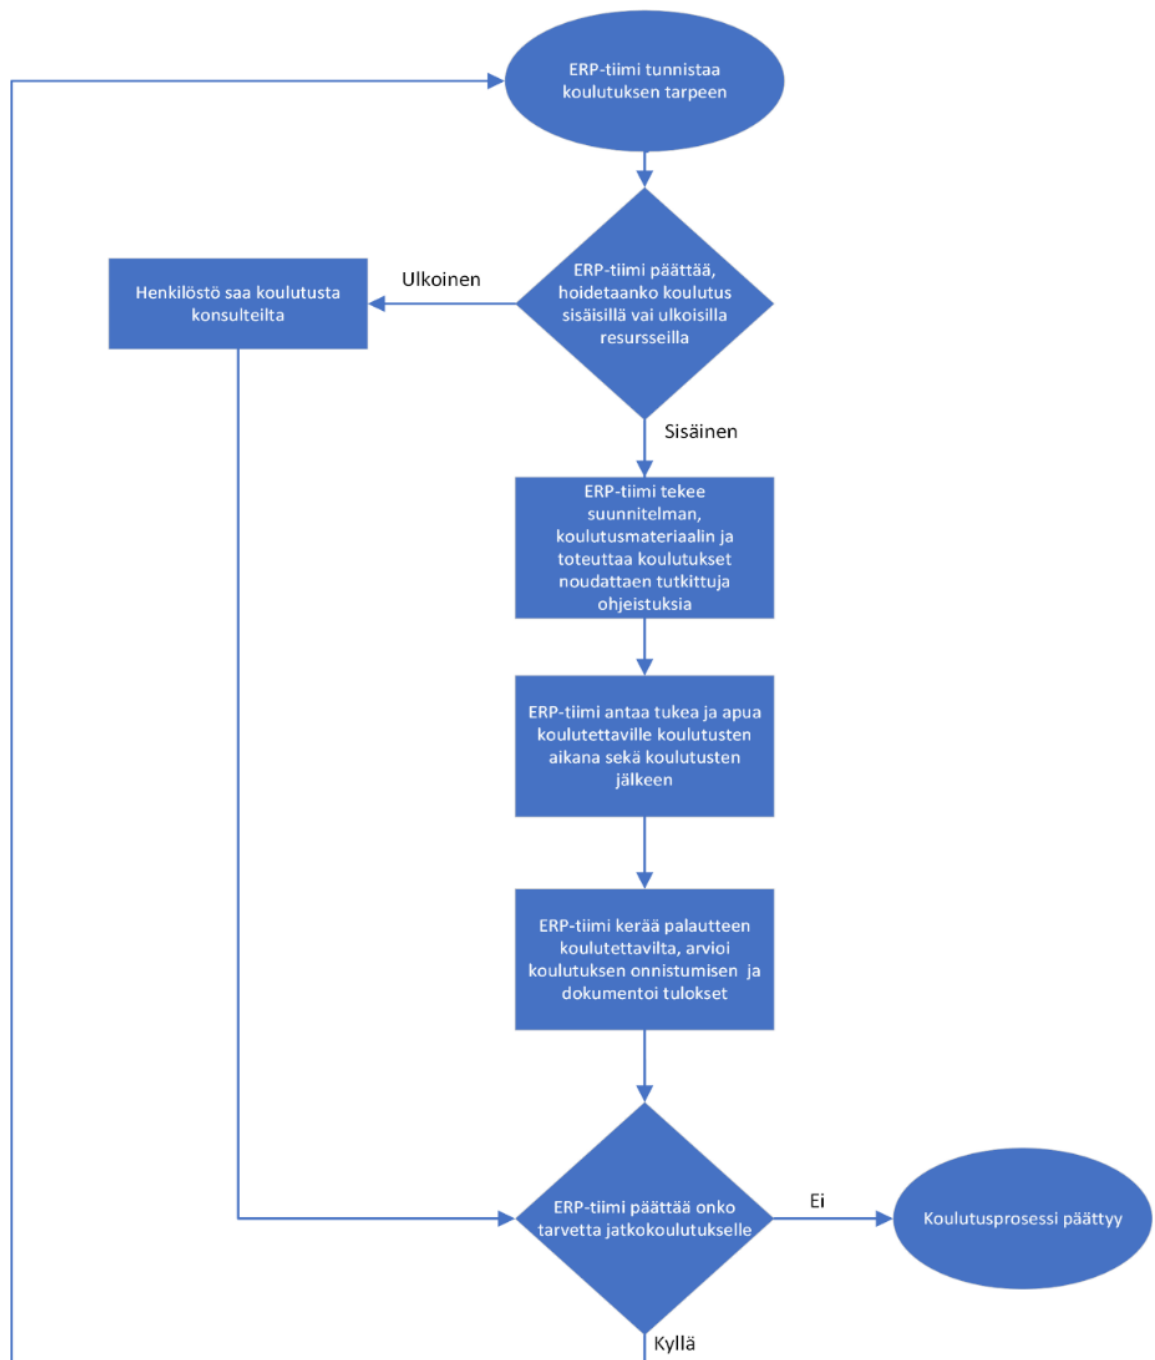 ERP-tiimi tunnistaa
koulutuksen tarpeen
ERP-tiimi päättää,
hoidetaanko koulutus
sisäisillä vai ulkoisilla
resursseilla
Ulkoinen
Henkilöstö saa koulutusta
konsulteilta
Sisäinen
ERP-tiimi tekee
suunnitelman,
koulutusmateriaalin ja
toteuttaa koulutukset
noudattaen tutkittuja
ohjeistuksia
ERP-tiimi antaa tukea ja apua
koulutettaville koulutusten
aikana sekä koulutusten
jälkeen
ERP-tiimi kerää palautteen
koulutettavilta, arvioi
koulutuksen onnistumisen ja
dokumentoi tulokset
ERP-tiimi päättää onko
tarvetta jatkokoulutukselle
Ei
Koulutusprosessi päättyy
Kyllä